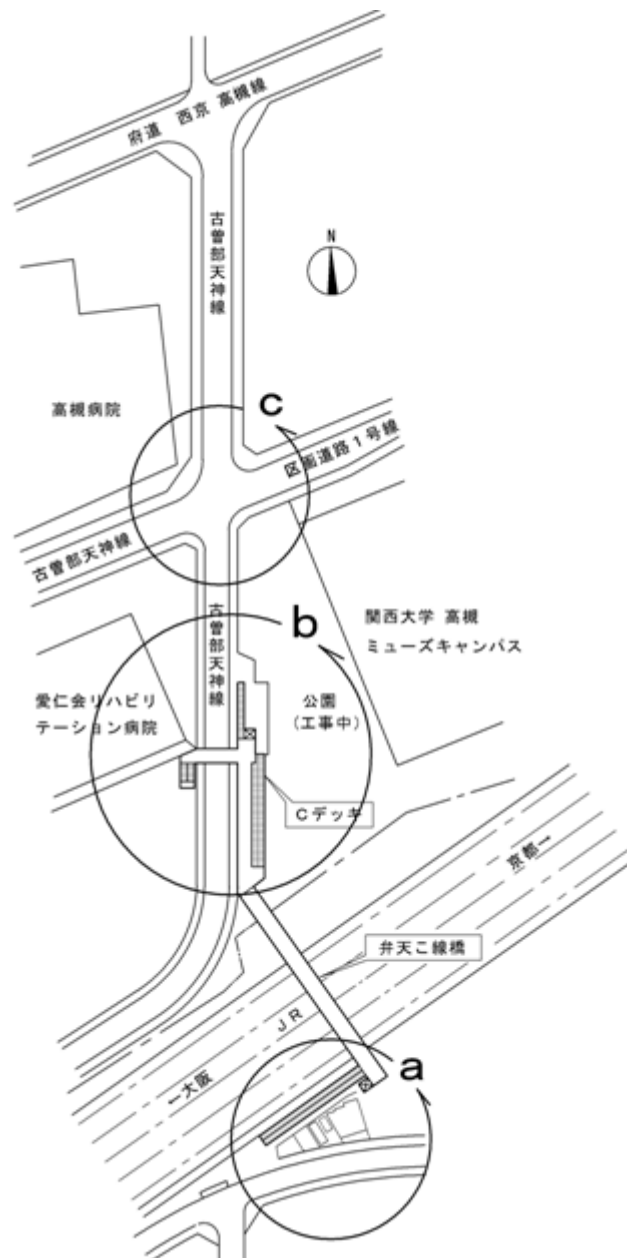 府道 西京 高槻線
古曽部天神線
N
高槻病院
c
区画道路1号線
古曽部天神線
古曽部天神線
b
関西大学 高槻
ミューズキャンパス
愛仁会リハビリ
テーション病院
公園
(工事中)
Cデッキ
京都→
弁天こ線橋
JR
←大阪
a